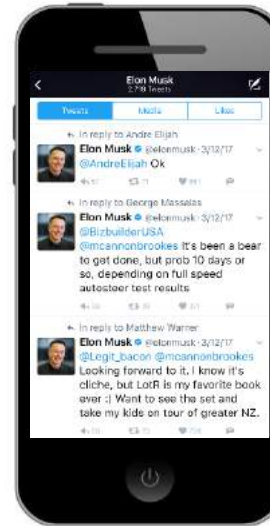 Elon Musk
2,718 Tweets
Tweets Media Likes
In reply to Andre Elijah
Elon Musk @elonmusk · 3/12/17
@AndreElijah Ok
In reply to George Massalas
Elon Musk @elonmusk · 3/12/17
@BizbuilderUSA
@mcannonbrookes It's been a bear
to get done, but prob 10 days or
so, depending on full speed
autosteer test results
In reply to Matthew Warner
Elon Musk @elonmusk · 3/12/17
@Legit_bacon @mcannonbrookes
Looking forward to it. I know it's
cliche, but LotR is my favorite book
ever :) Want to see the set and
take my kids on tour of greater NZ.